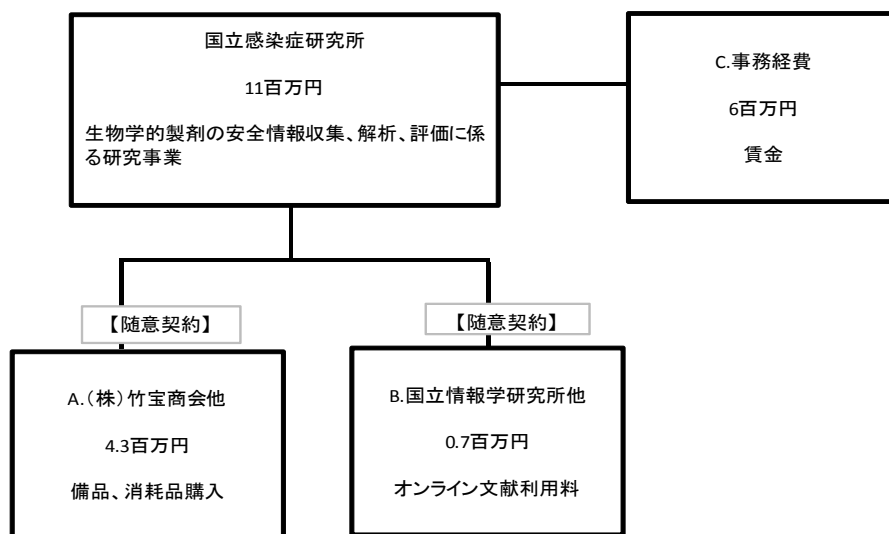 国立感染症研究所
11百万円
生物学的製剤の安全情報収集、解析、評価に係
る研究事業
C.事務経費
6百万円
賃金
【随意契約】
【随意契約】
A.(株)竹宝商会他
4.3百万円
備品、消耗品購入
B.国立情報学研究所他
0.7百万円
オンライン文献利用料